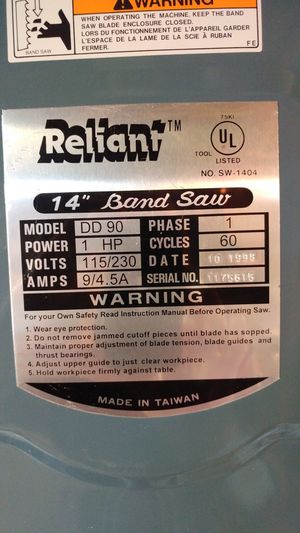 WARNING
WHEN OPERATING THE MACHINE, KEEP THE BAND
SAW BLADE ENCLOSURE CLOSED.
LORS DU FONCTIONNEMENT DE L'APPAREIL GARDER
L'ESPACE DE LA LAME DE LA SCIE À RUBAN
FERMER.
FE
BAND SAW
Reliant™
75KI
UL
TOOL LISTED
NO. SW-1404
14" Band Saw
MODEL DD 90 PHASE 1
POWER 1 HP CYCLES 60
VOLTS 115/230 DATE 10 1995
AMPS 9/4.5A SERIAL NO. 1175615
WARNING
For your Own Safety Read Instruction Manual Before Operating Saw.
1. Wear eye protection.
2. Do not remove jammed cutoff pieces until blade has sopped.
3. Maintain proper adjustment of blade tension, blade guides and
thrust bearings.
4. Adjust upper guide to just clear workpiece.
5. Hold workpiece firmly against table.
MADE IN TAIWAN